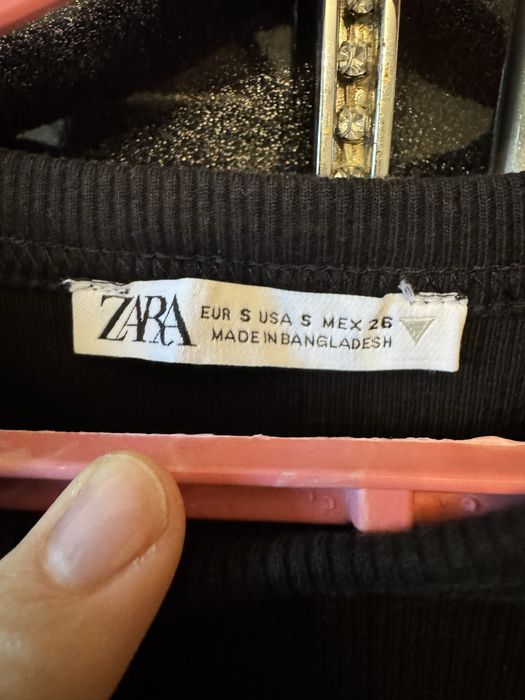 ZARA
EUR S USA S MEX 26
MADE IN BANGLADESH